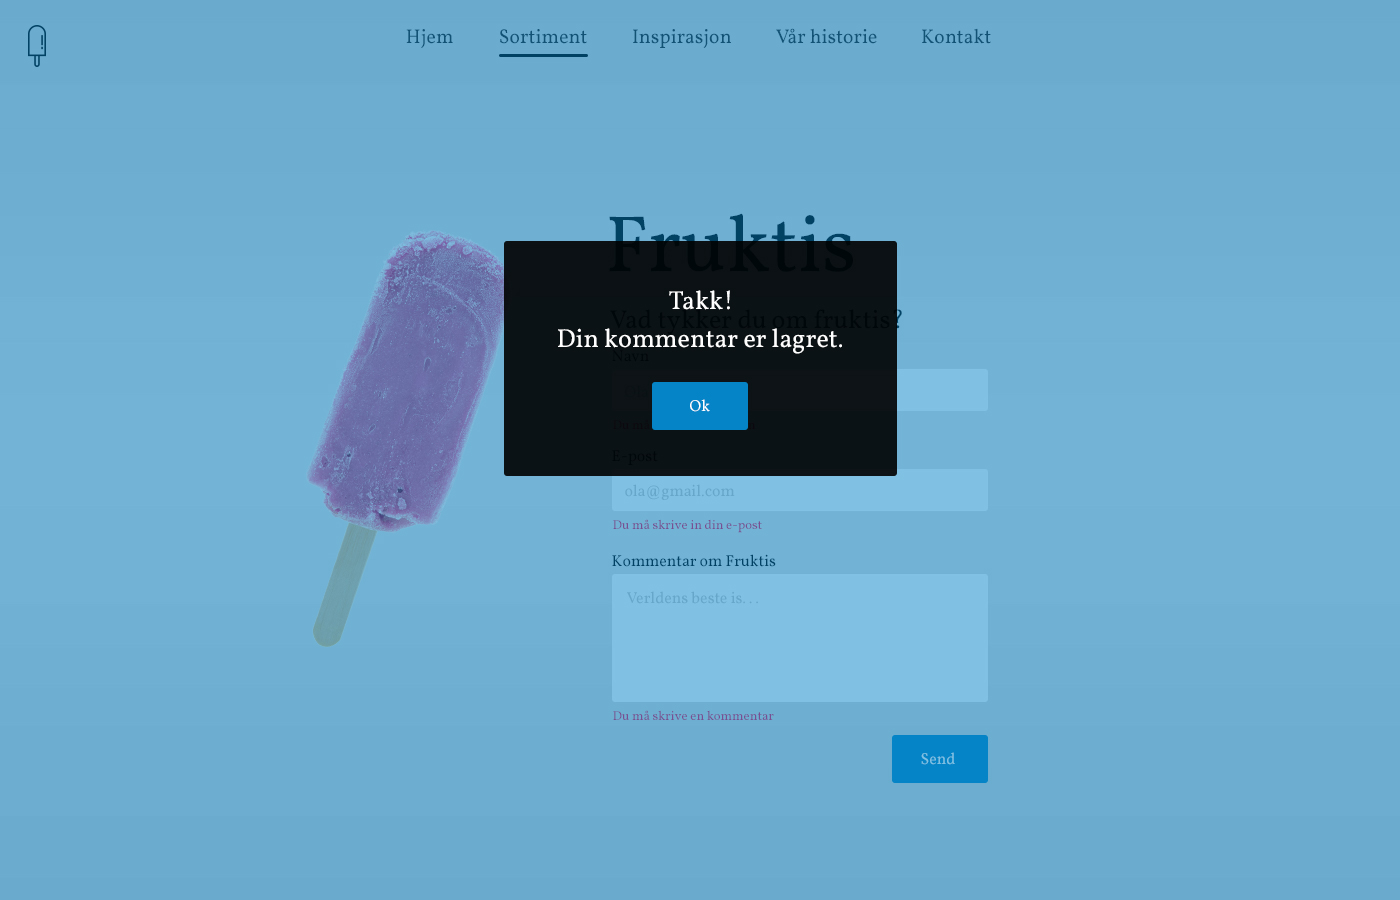 Hjem Sortiment Inspirasjon Vår historie Kontakt
Fruktis
Vad tykker du om fruktis?
Takk!
Din kommentar er lagret.
Navn
Ok
E-post
ola@gmail.com
Du må skrive in din e-post
Kommentar om Fruktis
Verldens beste is...
Du må skrive en kommentar
Send